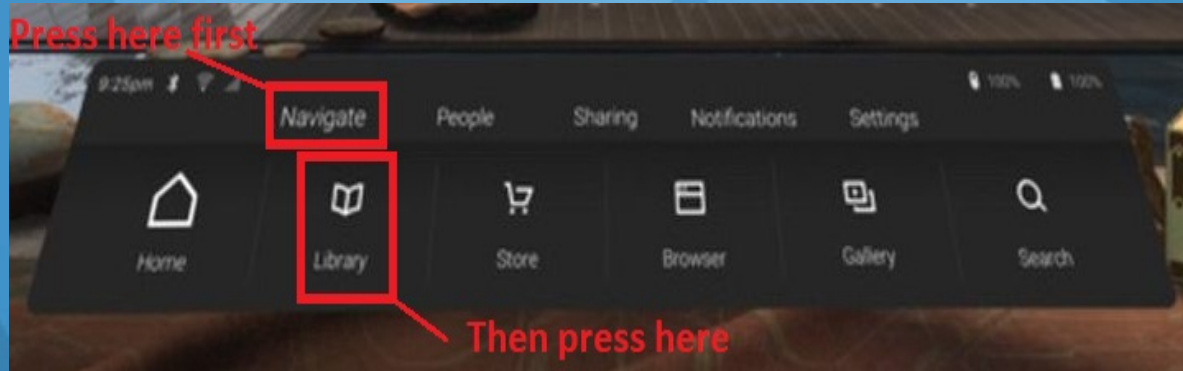 Press here first
9:25pm 100% 100%
Navigate People Sharing Notifications Settings
Home Library Store Browser Gallery Search
Then press here